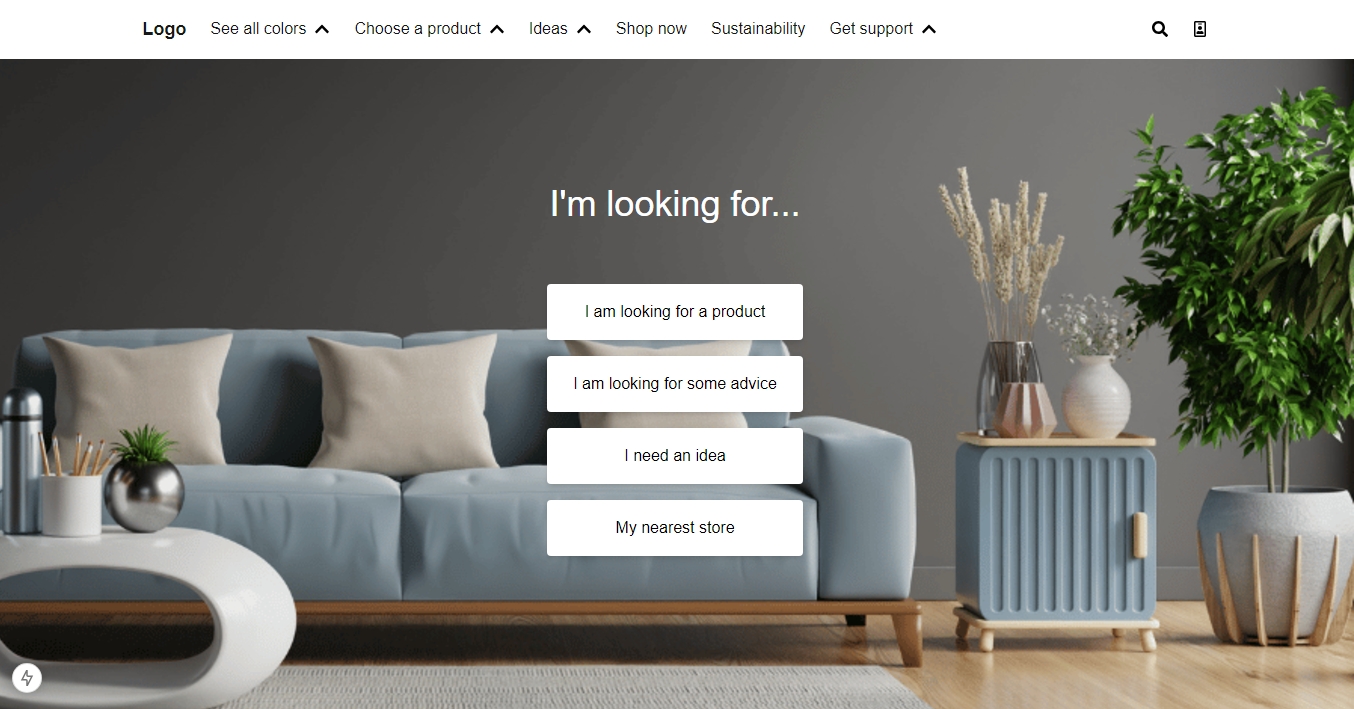 Logo
See all colors
Choose a product
Ideas
Shop now
Sustainability
Get support
I'm looking for...
I am looking for a product
I am looking for some advice
I need an idea
My nearest store